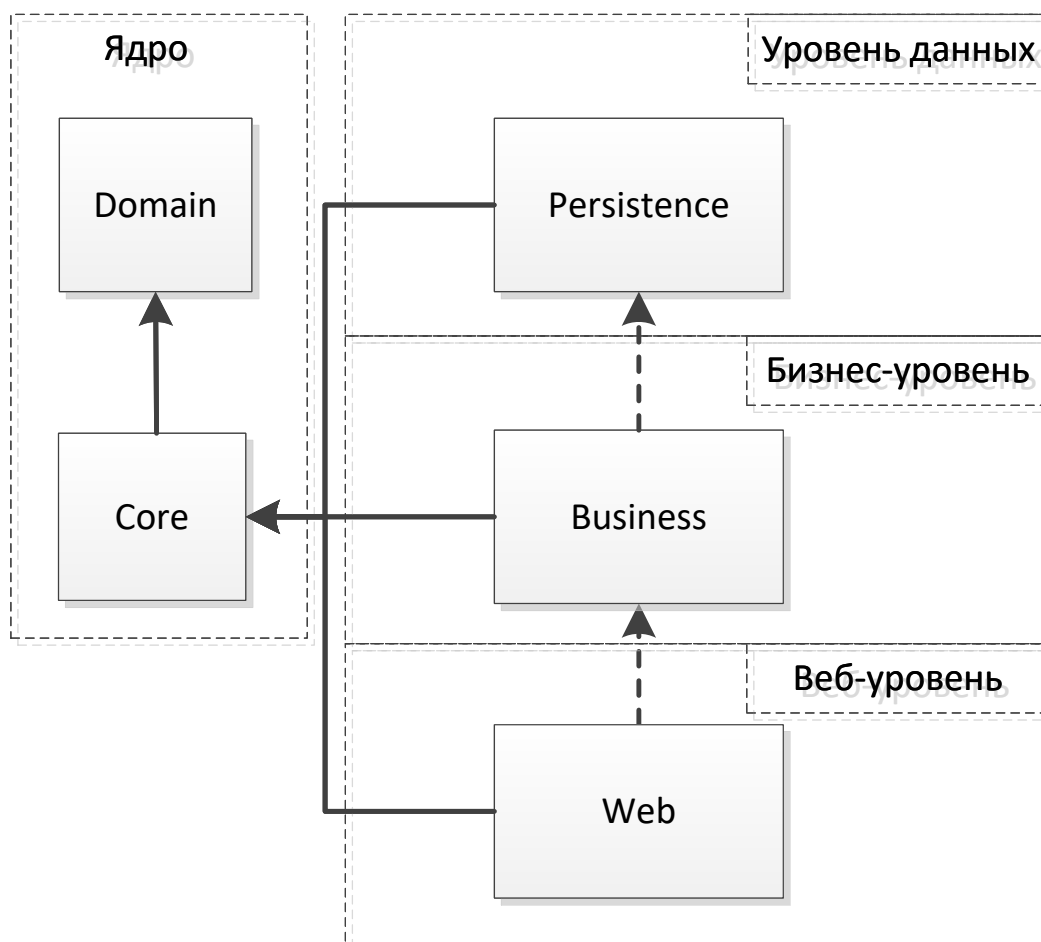 Ядро
Уровень данных
Domain
Persistence
Бизнес-уровень
Core
Business
Веб-уровень
Web